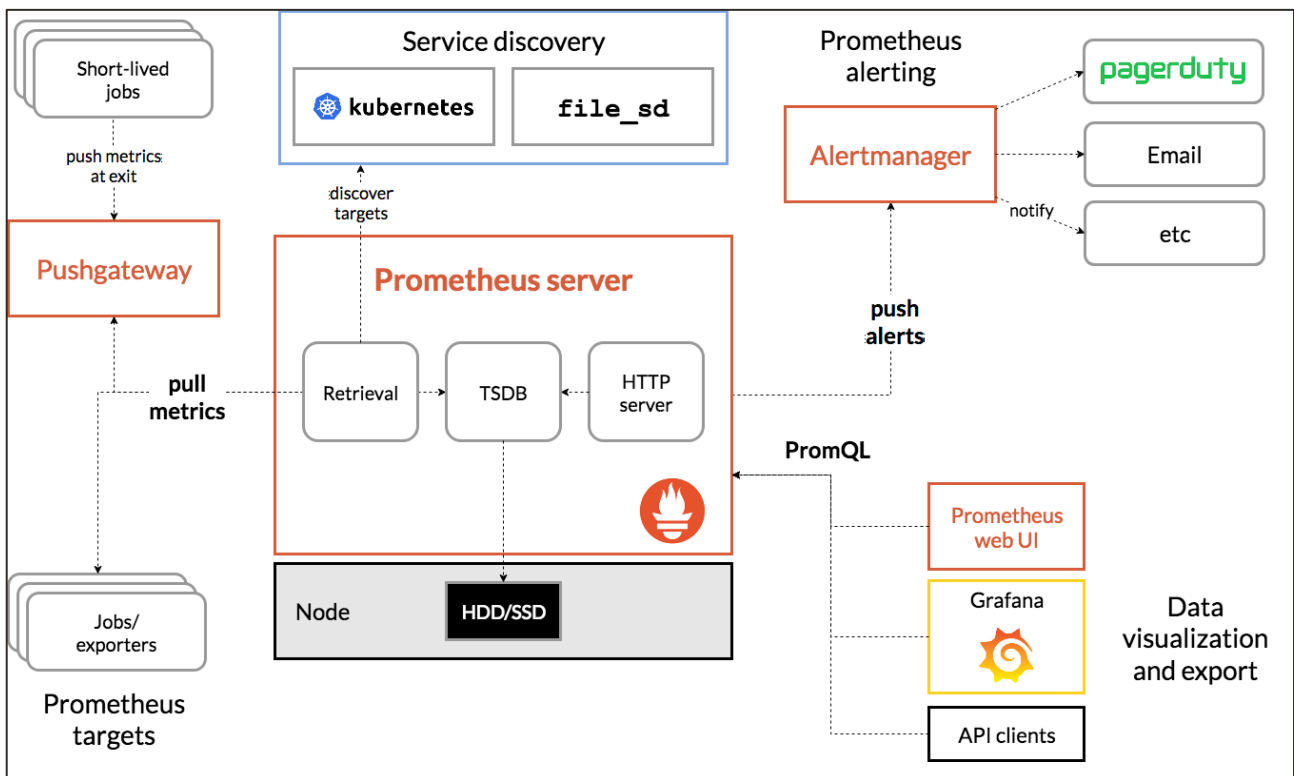 Short-lived
jobs
push metrics
at exit
Pushgateway
pull
metrics
Jobs/
exporters
Prometheus
targets
Service discovery
kubernetes
file_sd
discover
targets
Prometheus server
Retrieval
TSDB
HTTP
server
Node
HDD/SSD
Prometheus
alerting
Alertmanager
pagerduty
Email
notify
etc
push
alerts
PromQL
Prometheus
web UI
Grafana
API clients
Data
visualization
and export